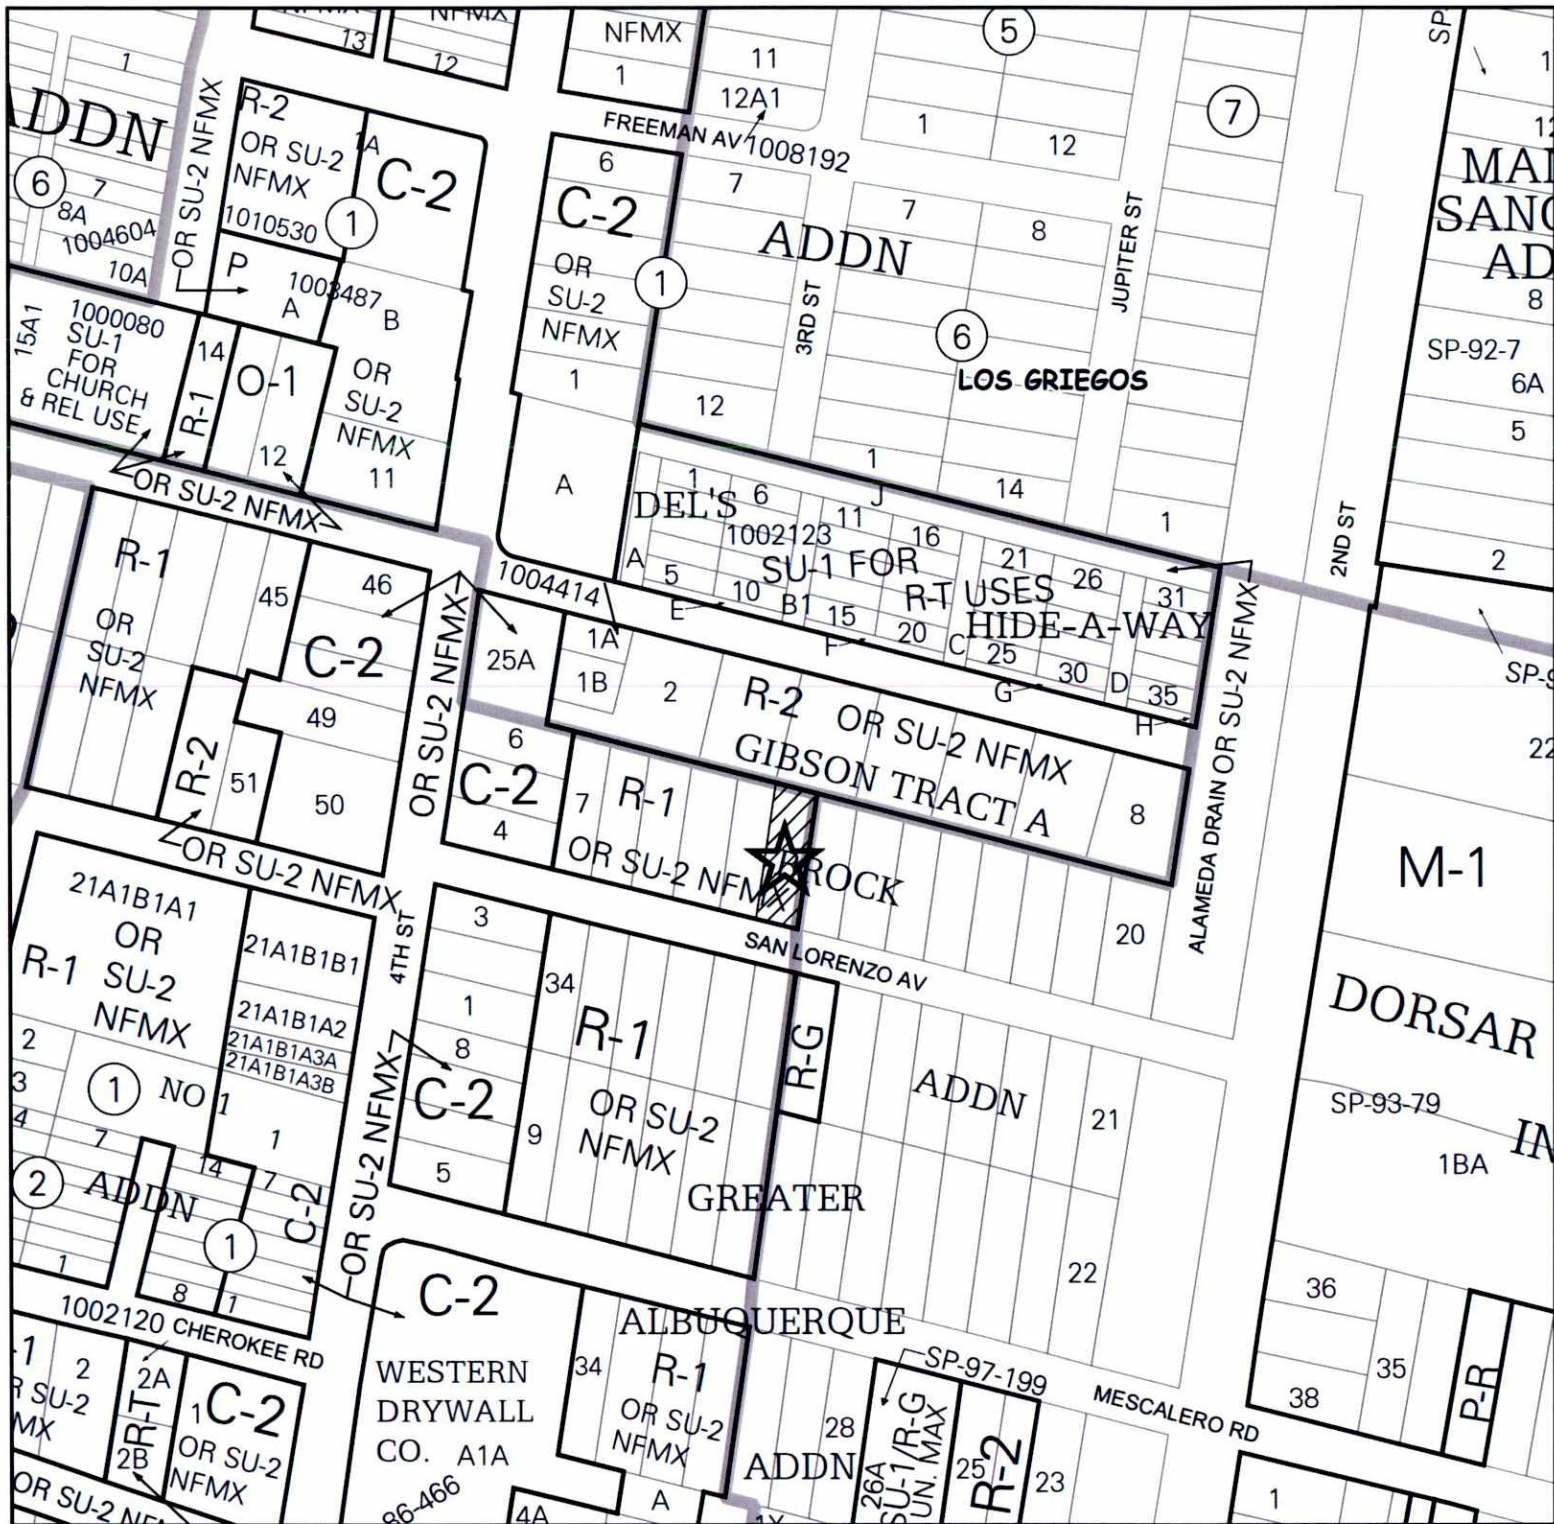 NFMX
13
NFMX
12
NFMX
1
11
12A1
5
7
1
12
1
ADDN
6
7
8A
1004604
10A
OR SU-2 NFMX
R-2
OR SU-2
NFMX
1010530
1A
C-2
1
P
A
1003487
B
OR
SU-2
NFMX
11
FREEMAN AV
1008192
6
C-2
OR
SU-2
NFMX
1
1
A
7
ADDN
12
3RD ST
7
8
6
LOS GRIEGOS
1
14
JUPITER ST
1
2ND ST
MAN
SANC
AD
8
SP-92-7
6A
5
2
15A1
1000080
SU-1
FOR
CHURCH
& REL USE
14
R-1
O-1
12
OR SU-2 NFMX
R-1
OR
SU-2
NFMX
45
46
C-2
49
R-2
51
50
OR SU-2 NFMX
OR SU-2 NFMX
1004414
DEL'S
1002123
SU-1 FOR
R-T USES
HIDE-A-WAY
J
A
1
5
6
10
B1
11
15
16
20
C
21
25
26
30
D
31
35
E
F
G
H
25A
1A
1B
2
R-2 OR SU-2 NFMX
GIBSON TRACT A
8
ALAMEDA DRAIN OR SU-2 NFMX
6
C-2
4
7
R-1
OR SU-2 NFMX
ROCK
20
22
M-1
DORSAR
SP-93-79
1BA
21A1B1A1
OR
R-1 SU-2
NFMX
21A1B1B1
21A1B1A2
21A1B1A3A
21A1B1A3B
4TH ST
SAN LORENZO AV
3
1
8
C-2
5
34
R-1
OR SU-2
NFMX
9
R-G
ADDN
21
22
GREATER
2
3
4
1
NO 1
1
7
14
7
2
ADDN
1
C-2
OR SU-2 NFMX
1
8
1
1002120
CHEROKEE RD
2
2A
R-T
2B
1
C-2
OR SU-2
NFMX
C-2
WESTERN
DRYWALL
CO. A1A
86-466
4A
ALBUQUERQUE
34
R-1
OR SU-2
NFMX
A
ADDN
28
SP-97-199
26A
SU-1/R-G
UN. MAX
25
R-2
23
MESCALERO RD
36
35
38
P-R
1